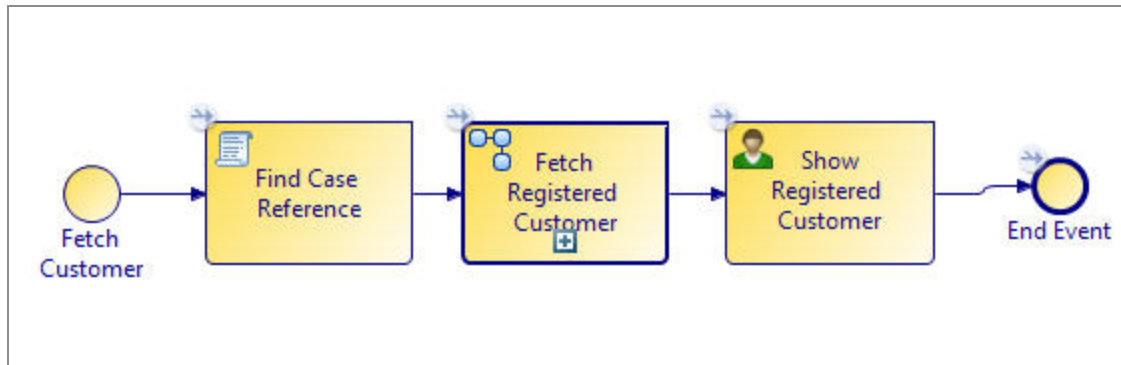 Fetch
Customer
Find Case
Reference
Fetch
Registered
Customer
Show
Registered
Customer
End Event